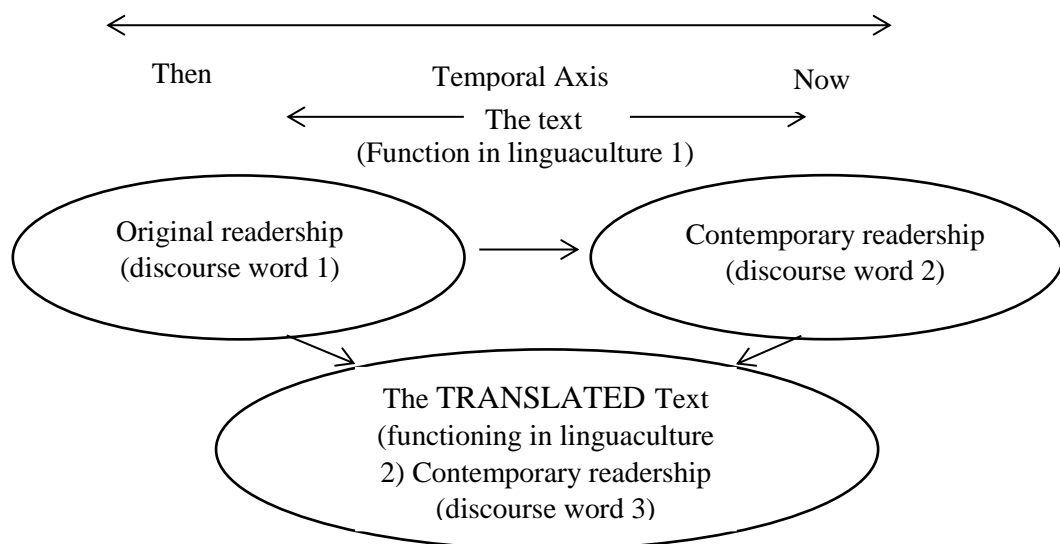 Then Temporal Axis Now
The text
(Function in linguaculture 1)
Original readership
(discourse word 1)
Contemporary readership
(discourse word 2)
The TRANSLATED Text
(functioning in linguaculture
2) Contemporary readership
(discourse word 3)